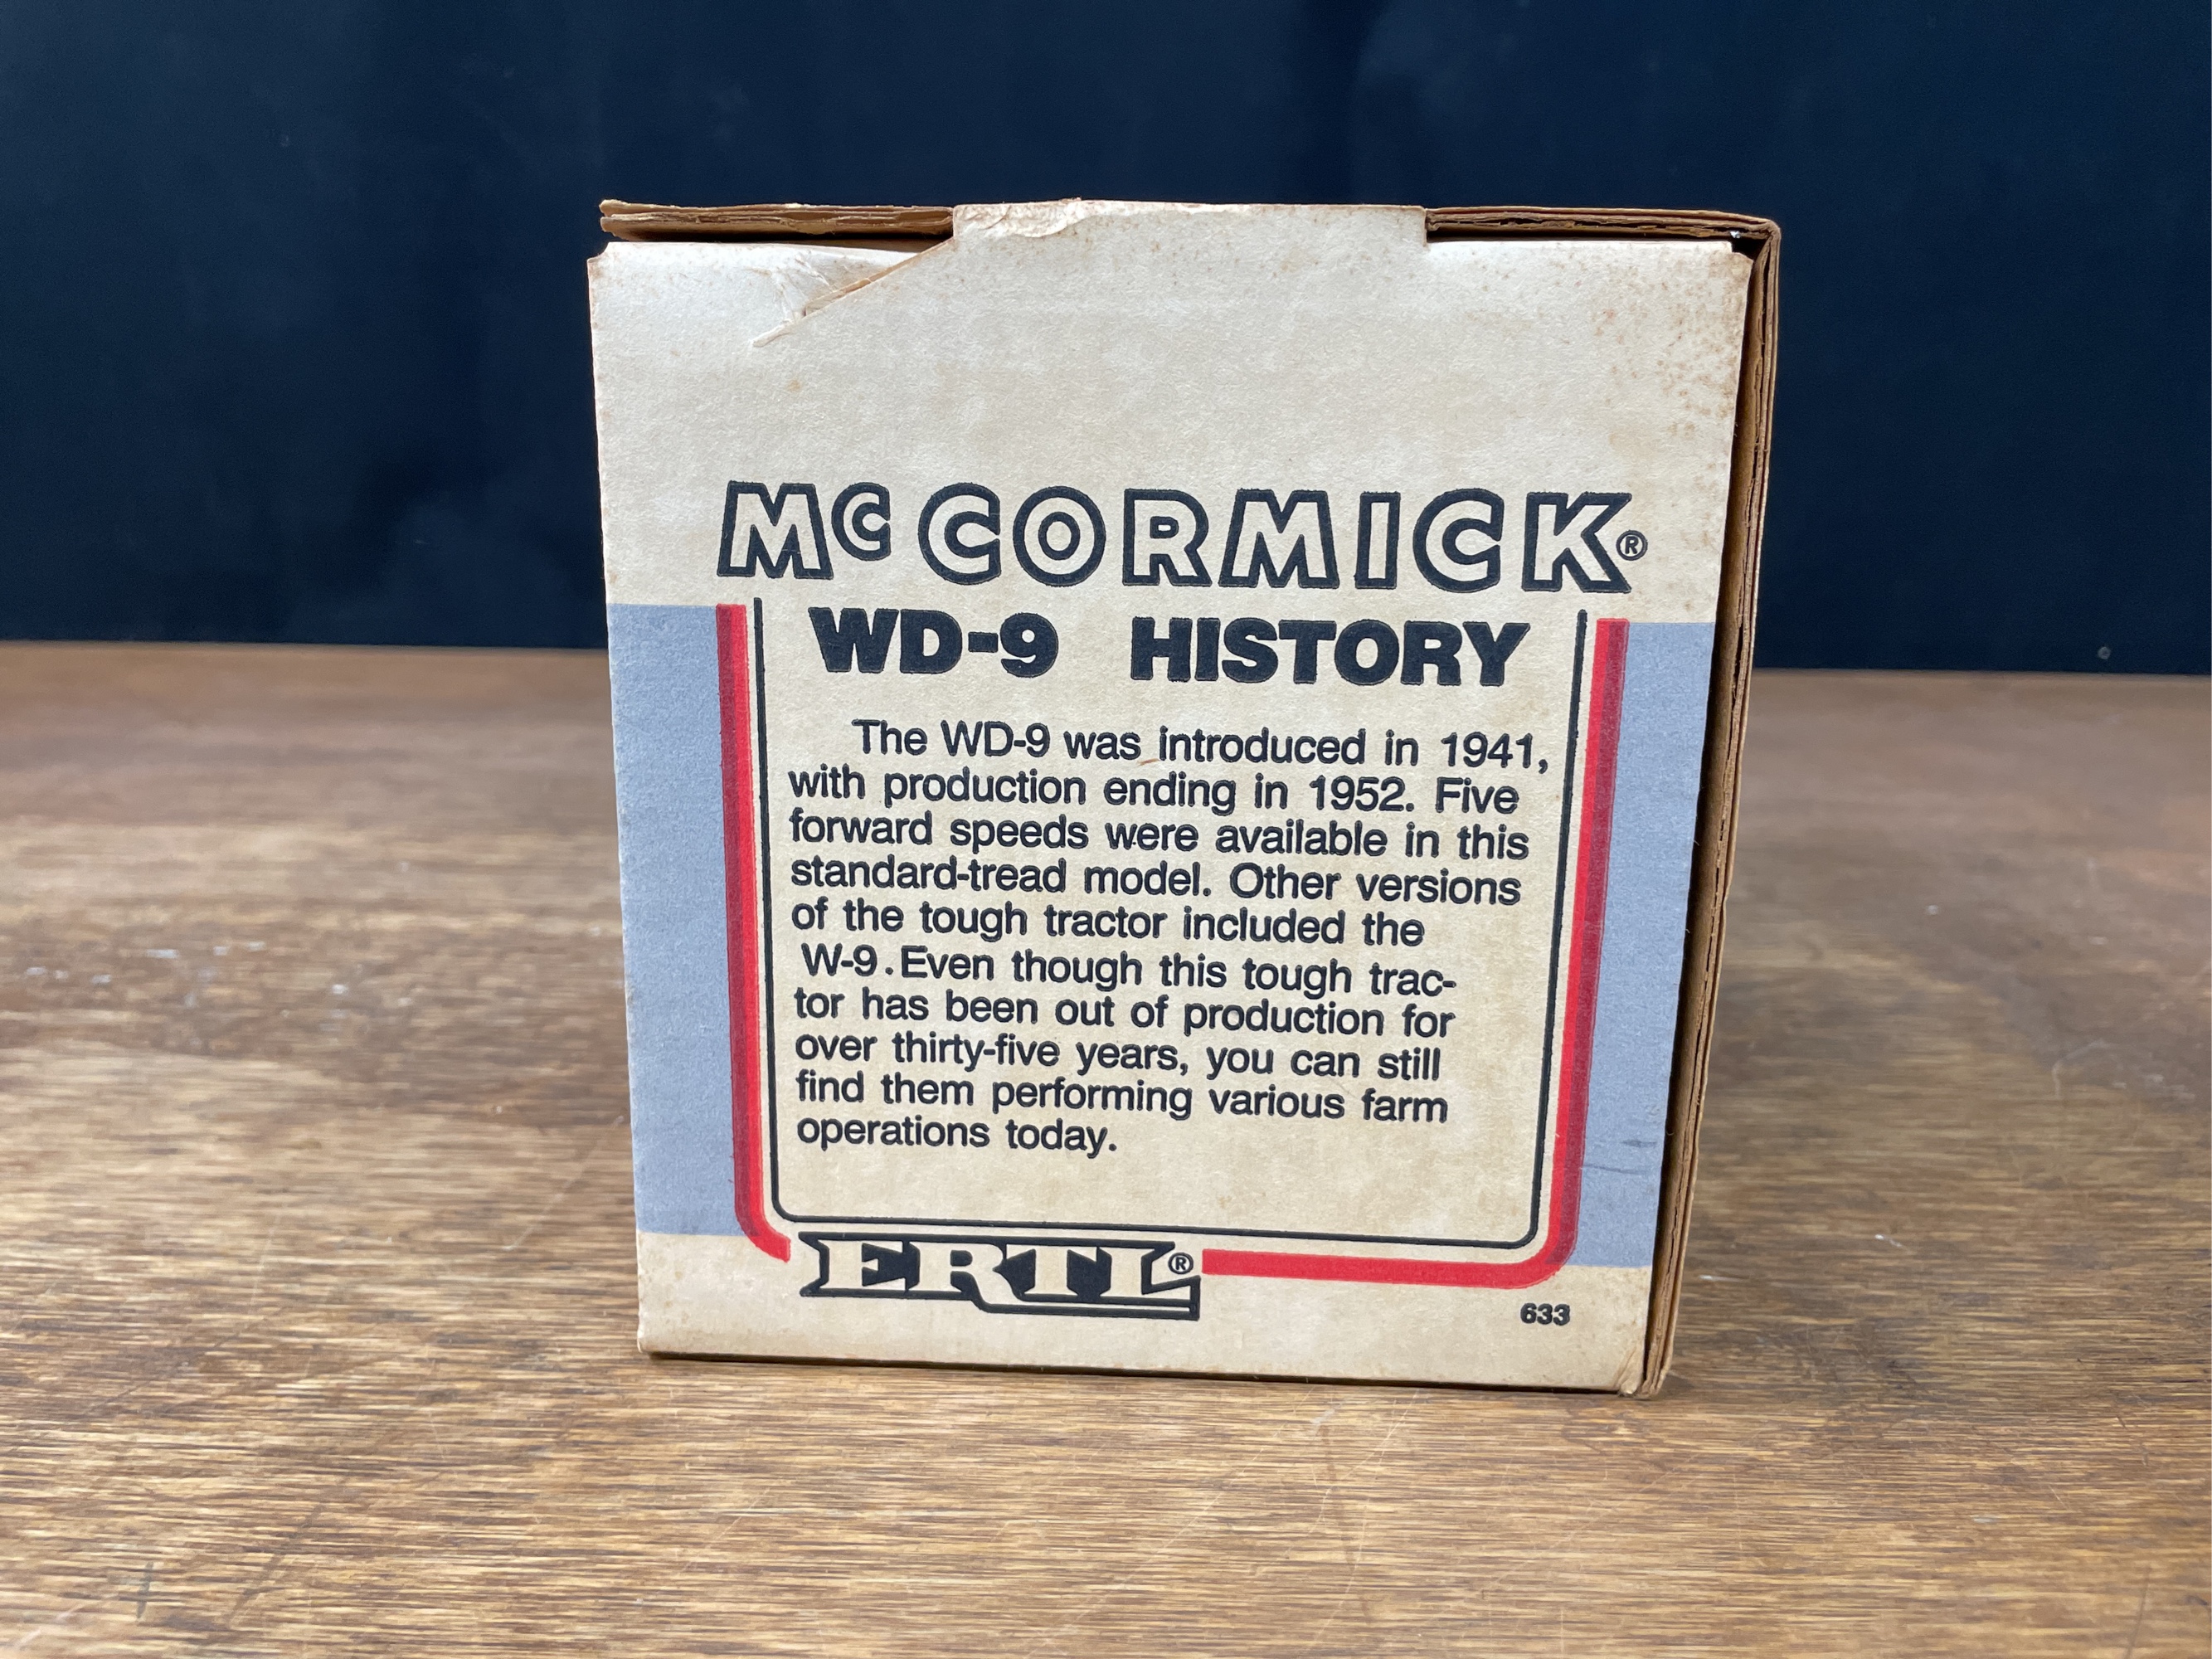 McCORMICK®
WD-9 HISTORY
The WD-9 was introduced in 1941,
with production ending in 1952. Five
forward speeds were available in this
standard-tread model. Other versions
of the tough tractor included the
W-9. Even though this tough trac-
tor has been out of production for
over thirty-five years, you can still
find them performing various farm
operations today.
ERTL®
633